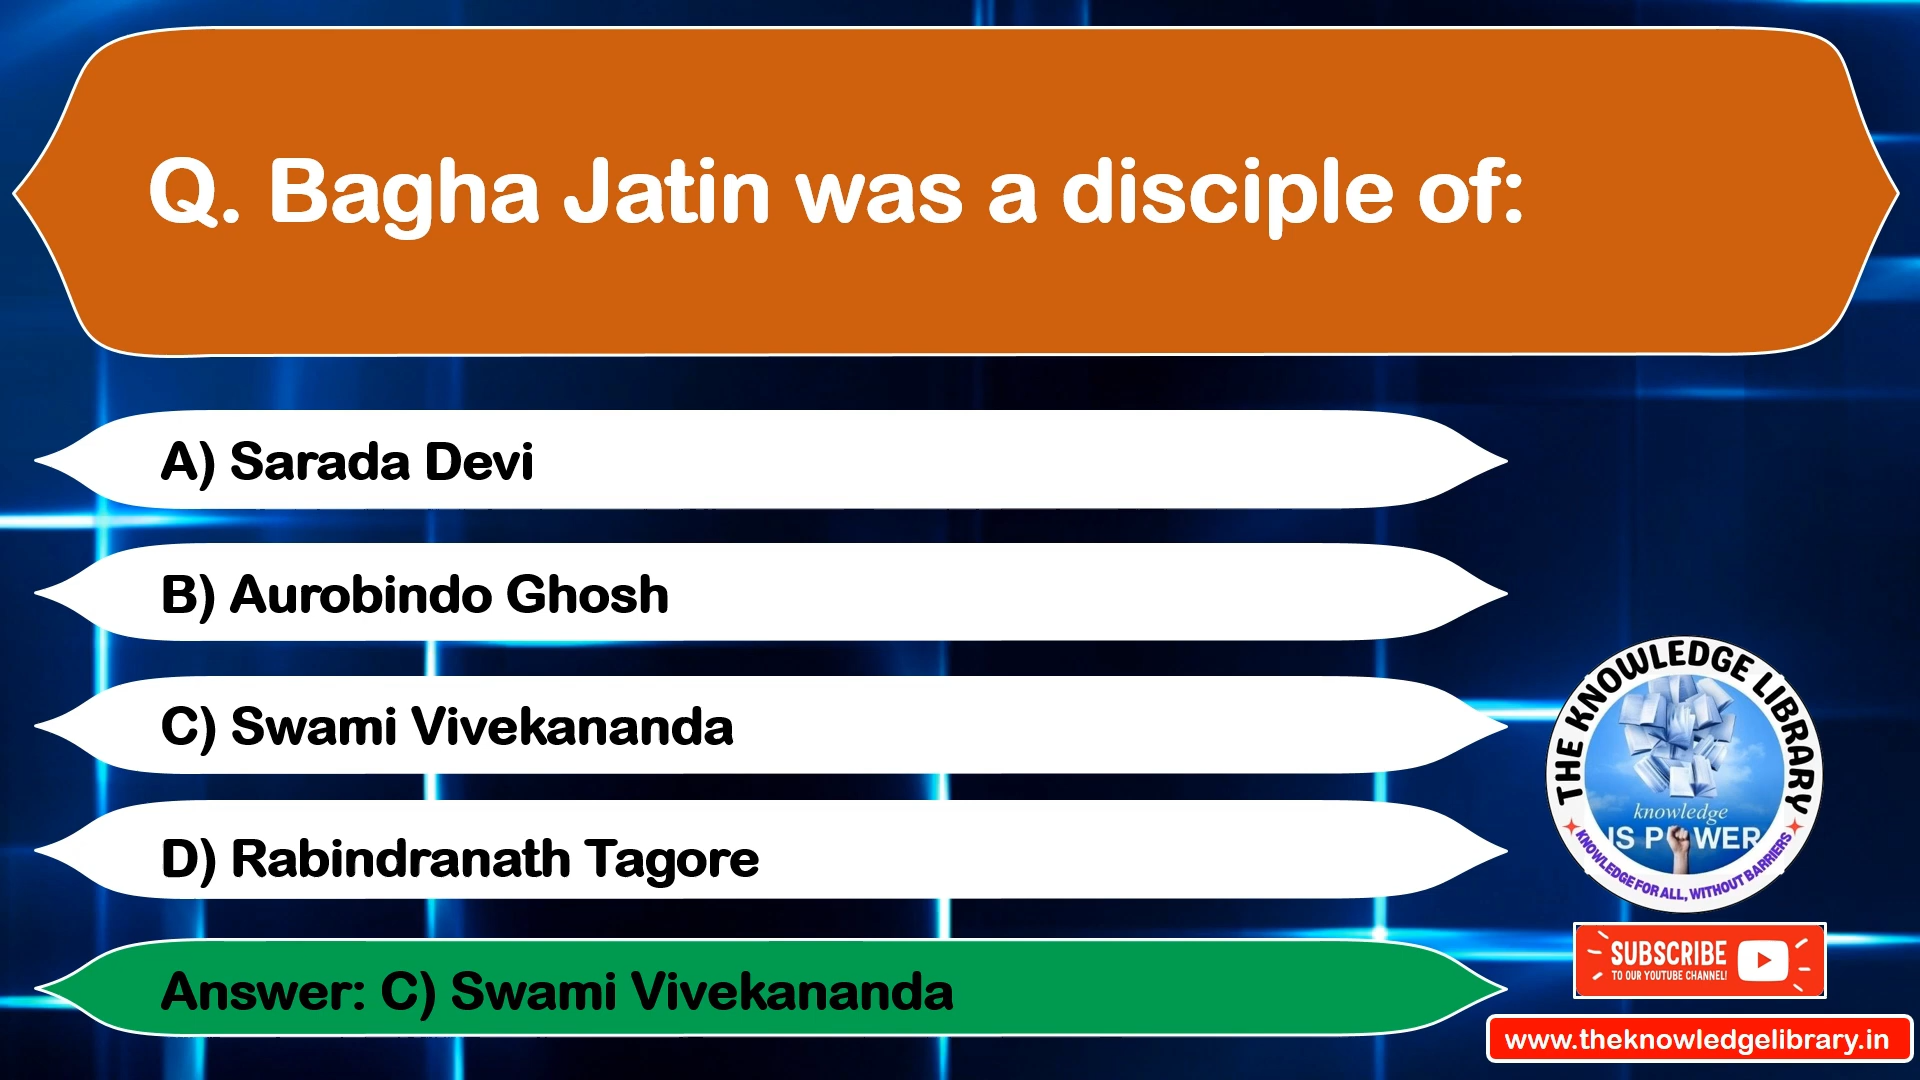 Q. Bagha Jatin was a disciple of:
A) Sarada Devi
B) Aurobindo Ghosh
C) Swami Vivekananda
D) Rabindranath Tagore
Answer: C) Swami Vivekananda
THE KNOWLEDGE LIBRARY
knowledge
IS POWER
KNOWLEDGE FOR ALL, WITHOUT BARRIERS
SUBSCRIBE
TO OUR YOUTUBE CHANNEL!
www.theknowledgelibrary.in